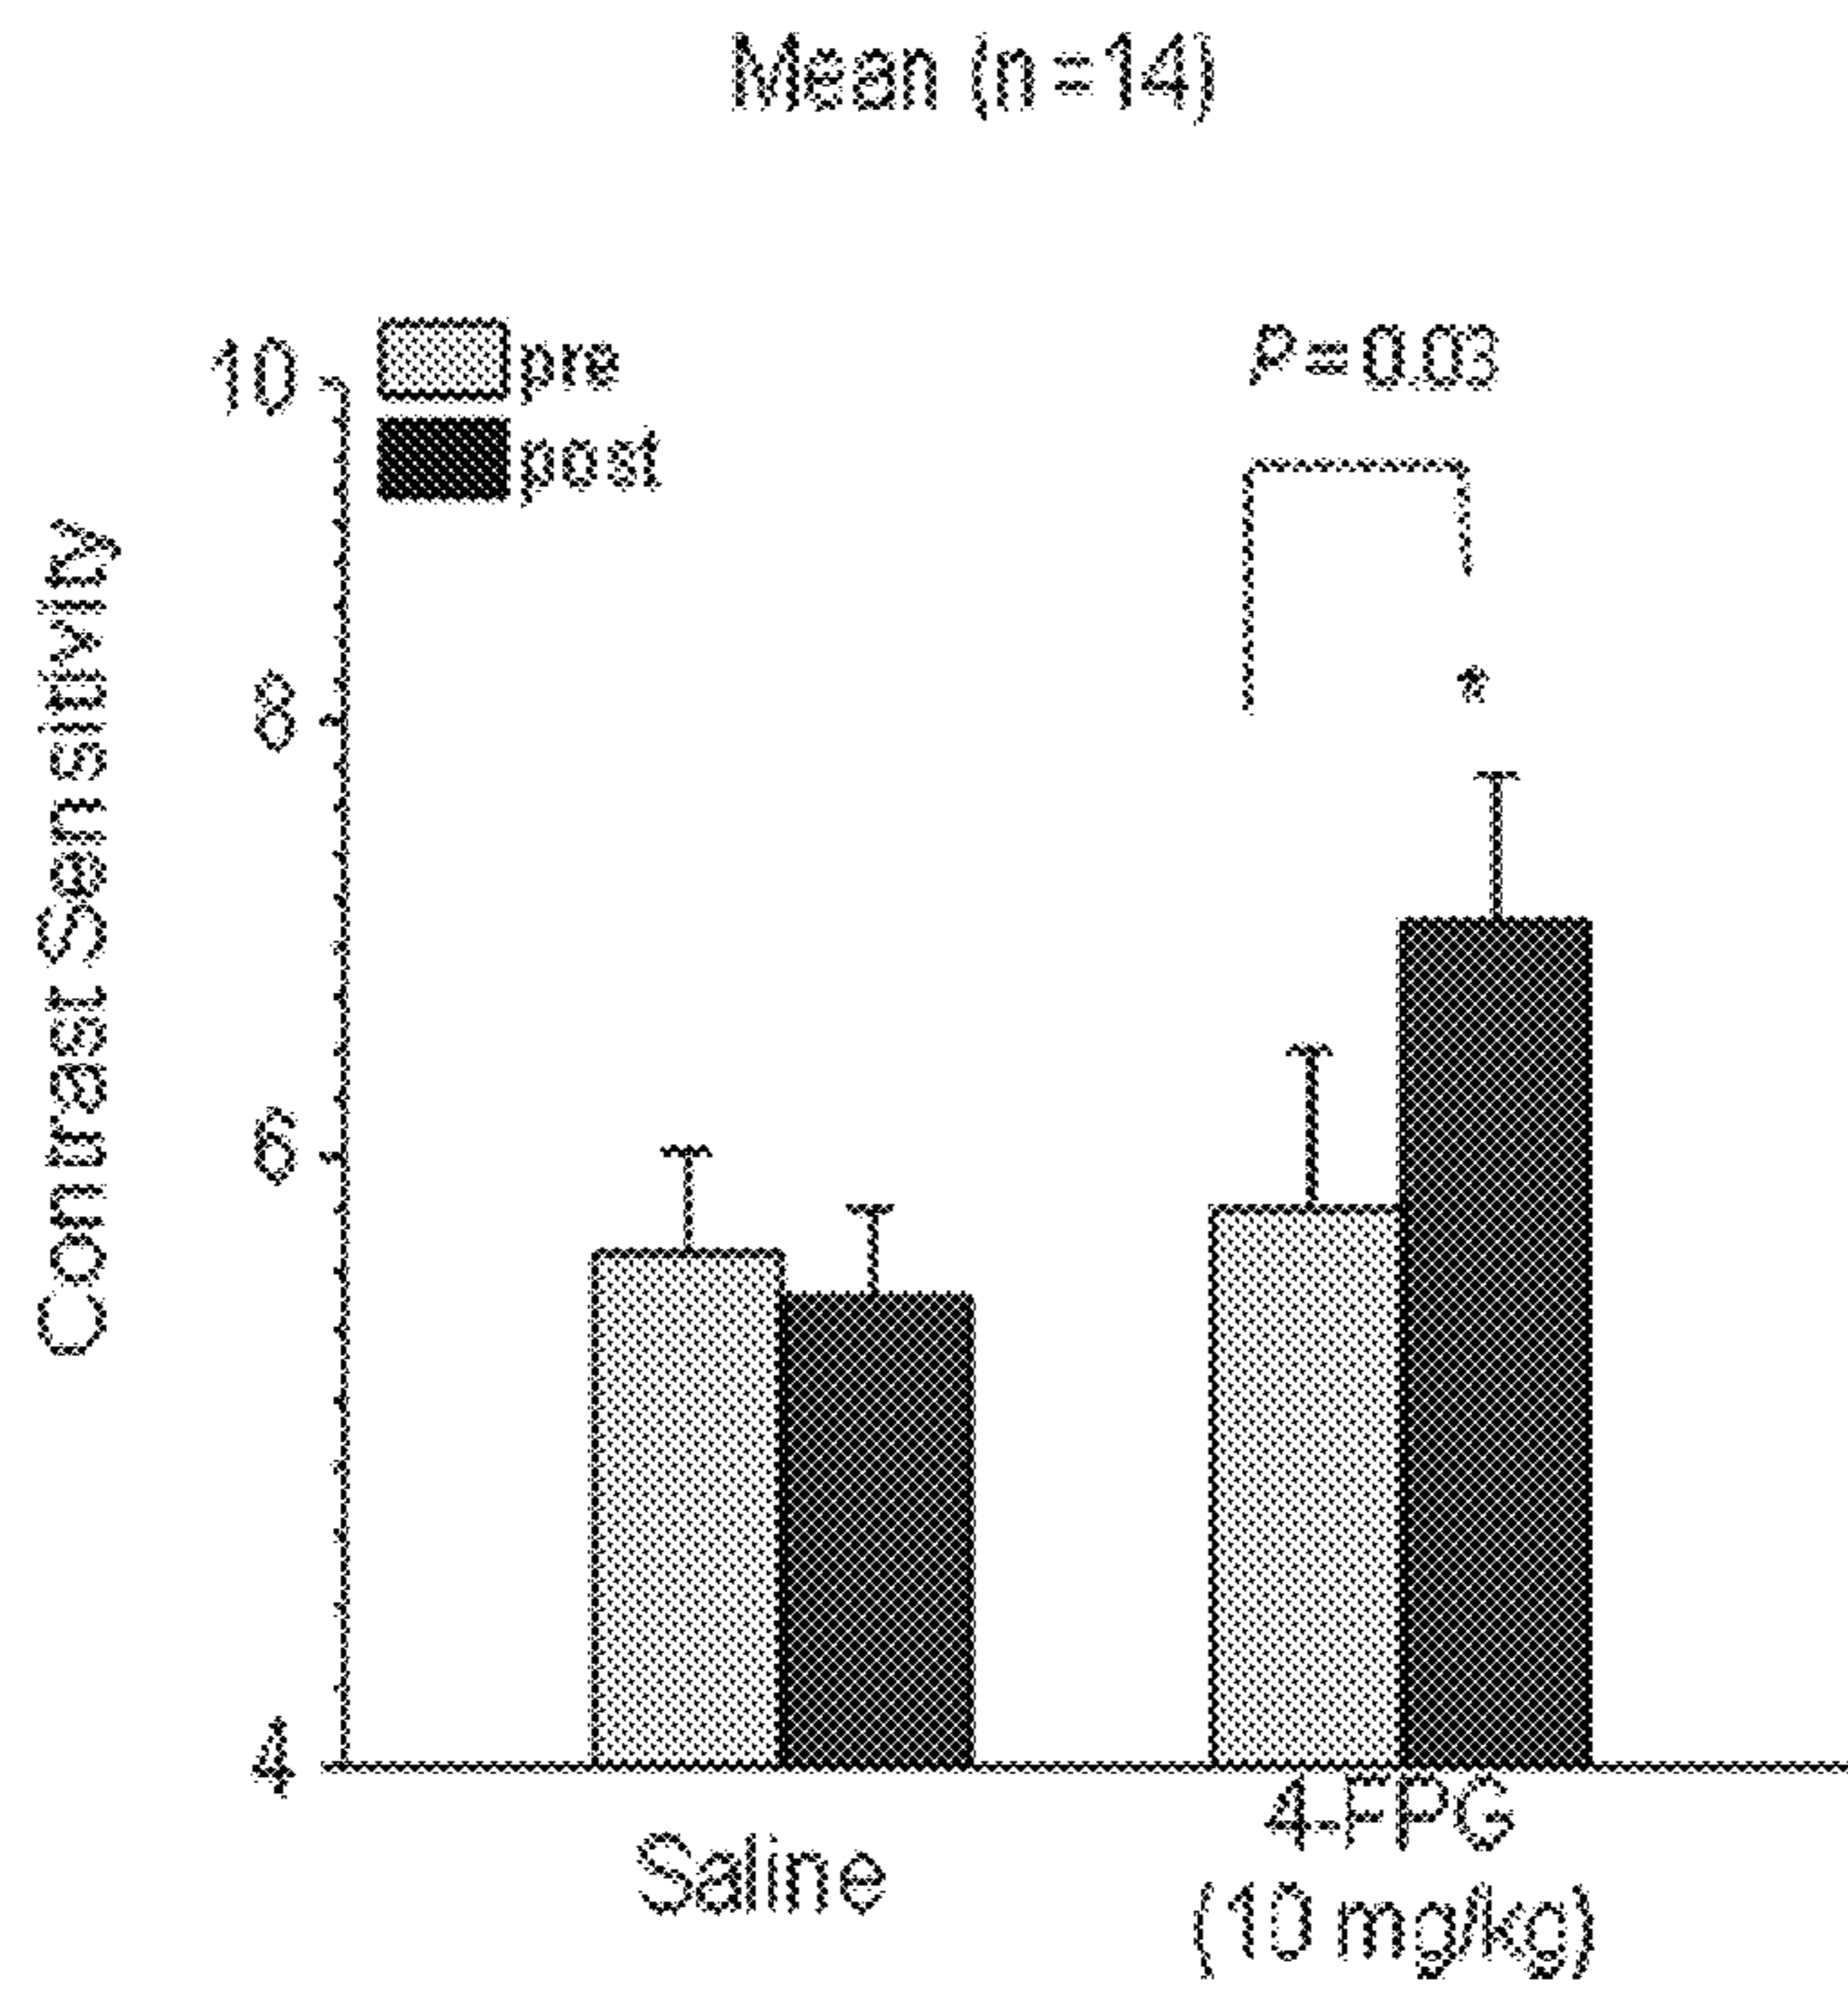 Mean (n=14)
10
pre
post
P=0.03
Contrast Sensitivity
8
*
6
4
Saline
4-FPG
(10 mg/kg)